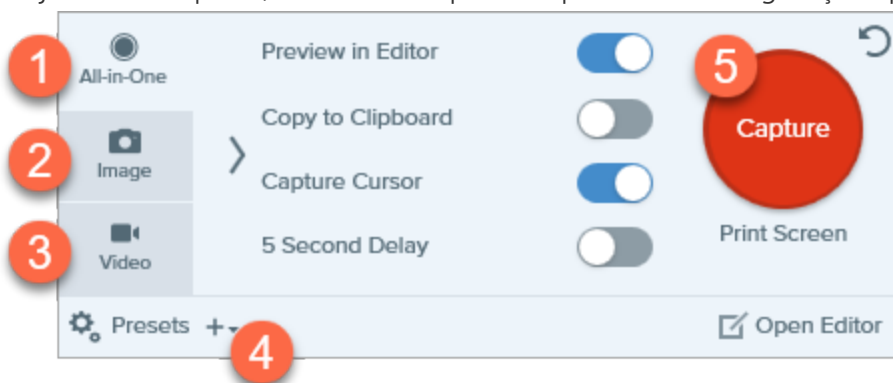 1
All-in-One
Preview in Editor
5
Capture
Copy to Clipboard
2
Image
Capture Cursor
3
Video
5 Second Delay
Print Screen
Presets
4
Open Editor